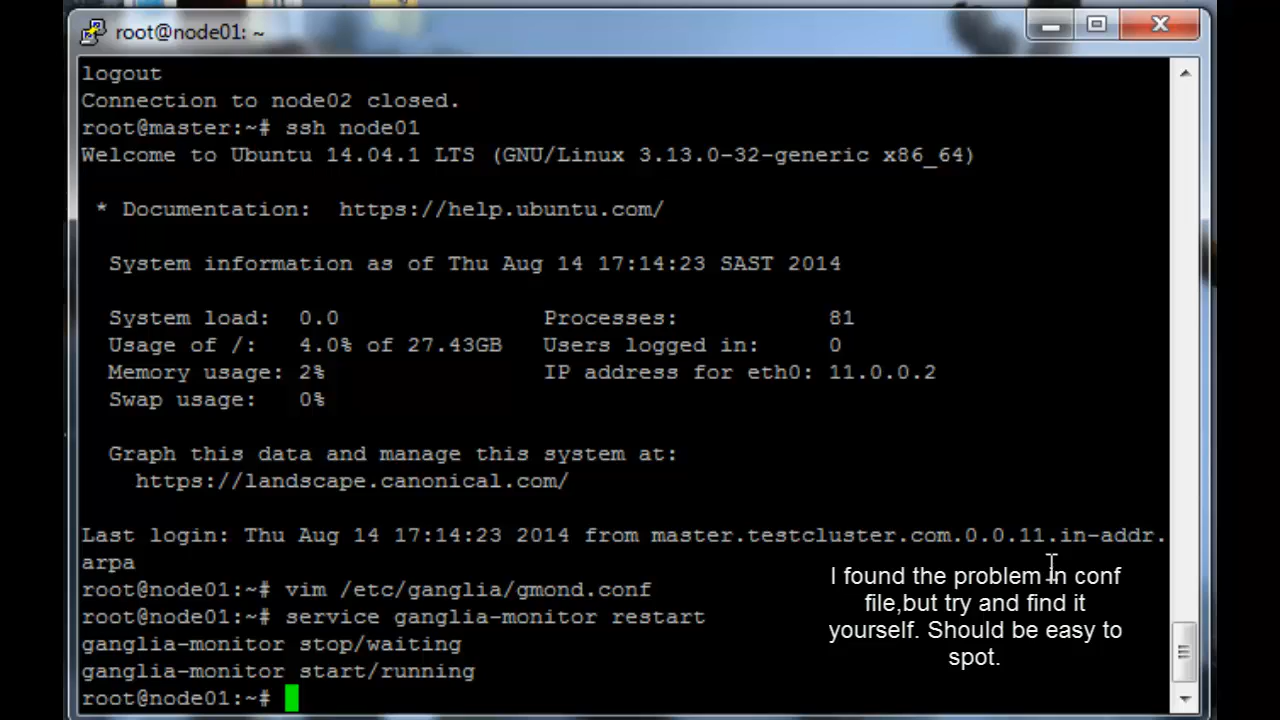 root@node01: ~
logout
Connection to node02 closed.
root@master:~# ssh node01
Welcome to Ubuntu 14.04.1 LTS (GNU/Linux 3.13.0-32-generic x86_64)
* Documentation: https://help.ubuntu.com/
System information as of Thu Aug 14 17:14:23 SAST 2014
System load: 0.0 Processes: 81
Usage of /: 4.0% of 27.43GB Users logged in: 0
Memory usage: 2% IP address for eth0: 11.0.0.2
Swap usage: 0%
Graph this data and manage this system at:
https://landscape.canonical.com/
Last login: Thu Aug 14 17:14:23 2014 from master.testcluster.com.0.0.11.in-addr.
arpa
root@node01:~# vim /etc/ganglia/gmond.conf
root@node01:~# service ganglia-monitor restart
ganglia-monitor stop/waiting
ganglia-monitor start/running
root@node01:~#
I found the problem in conf
file,but try and find it
yourself. Should be easy to
spot.